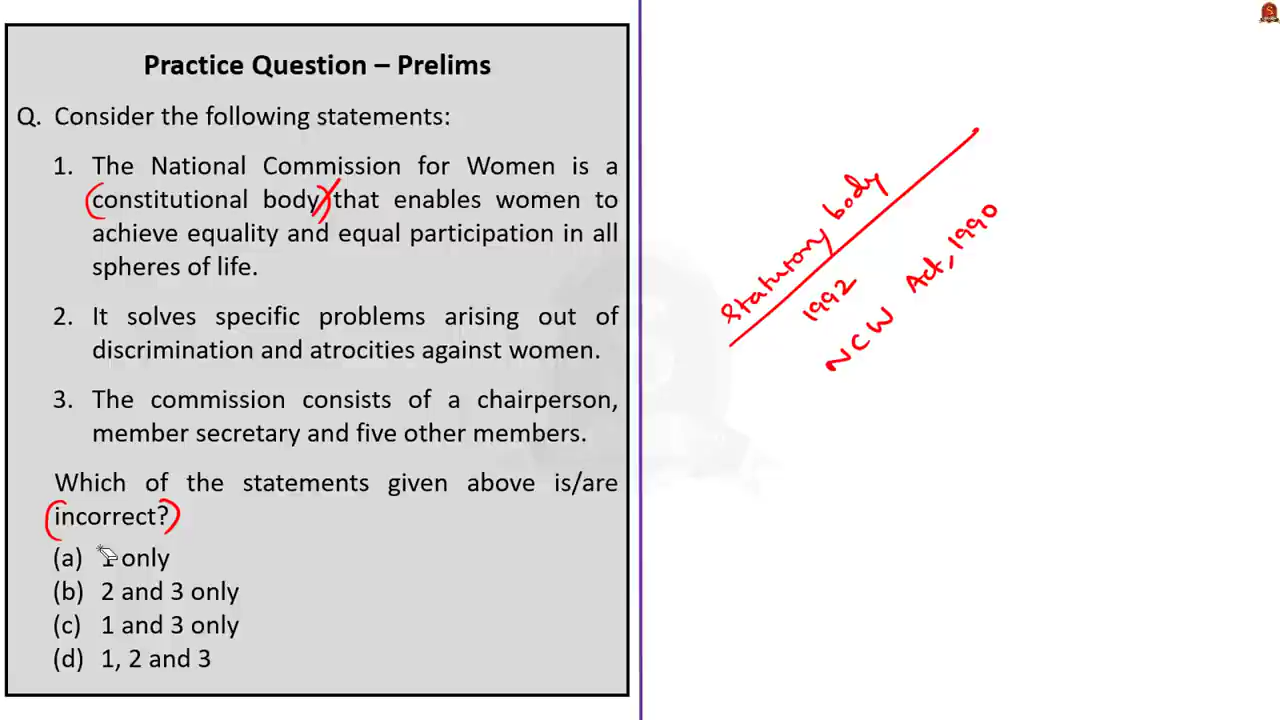 Practice Question – Prelims
Q. Consider the following statements:
1. The National Commission for Women is a
constitutional body that enables women to
achieve equality and equal participation in all
spheres of life.
2. It solves specific problems arising out of
discrimination and atrocities against women.
3. The commission consists of a chairperson,
member secretary and five other members.
Which of the statements given above is/are
incorrect?
(a) 1 only
(b) 2 and 3 only
(c) 1 and 3 only
(d) 1, 2 and 3
Statutory body
1992
NCW Act, 1990